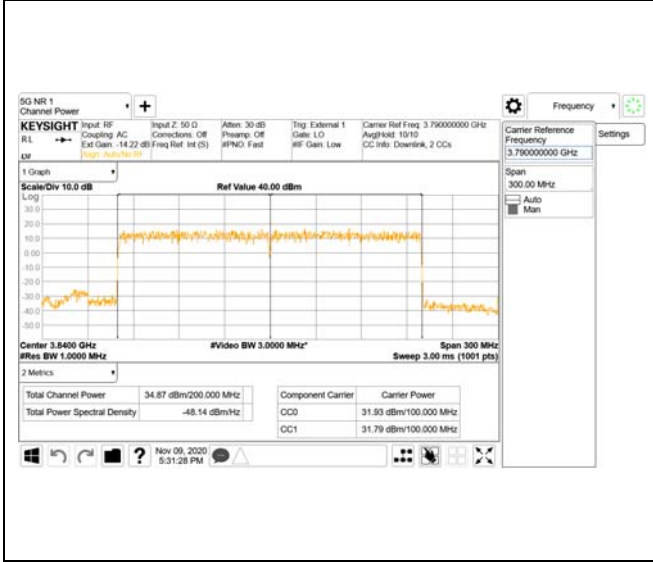 5G NR 1
Channel Power
Frequency
KEYSIGHT
RL
Input: RF
Coupling: AC
Ext Gain: -14.22 dB
Align: Auto/No RF
Input Z: 50 Ω
Corrections: Off
Freq Ref: Int (S)
Atten: 30 dB
Preamp: Off
#PNO: Fast
Trig: External 1
Gate: LO
#IF Gain: Low
Carrier Ref Freq: 3.790000000 GHz
Avg|Hold: 10/10
CC Info: Downlink, 2 CCs
Carrier Reference
Frequency
3.790000000 GHz
Settings
Span
300.00 MHz
Auto
Man
1 Graph
Scale/Div 10.0 dB
Ref Value 40.00 dBm
Log
30.0
20.0
10.0
0.00
-10.0
-20.0
-30.0
-40.0
-50.0
Center 3.8400 GHz
#Video BW 3.0000 MHz*
Span 300 MHz
#Res BW 1.0000 MHz
Sweep 3.00 ms (1001 pts)
2 Metrics
Total Channel Power 34.87 dBm/200.000 MHz
Total Power Spectral Density -48.14 dBm/Hz
Component Carrier Carrier Power
CC0 31.93 dBm/100.000 MHz
CC1 31.79 dBm/100.000 MHz
?
Nov 09, 2020
5:31:28 PM